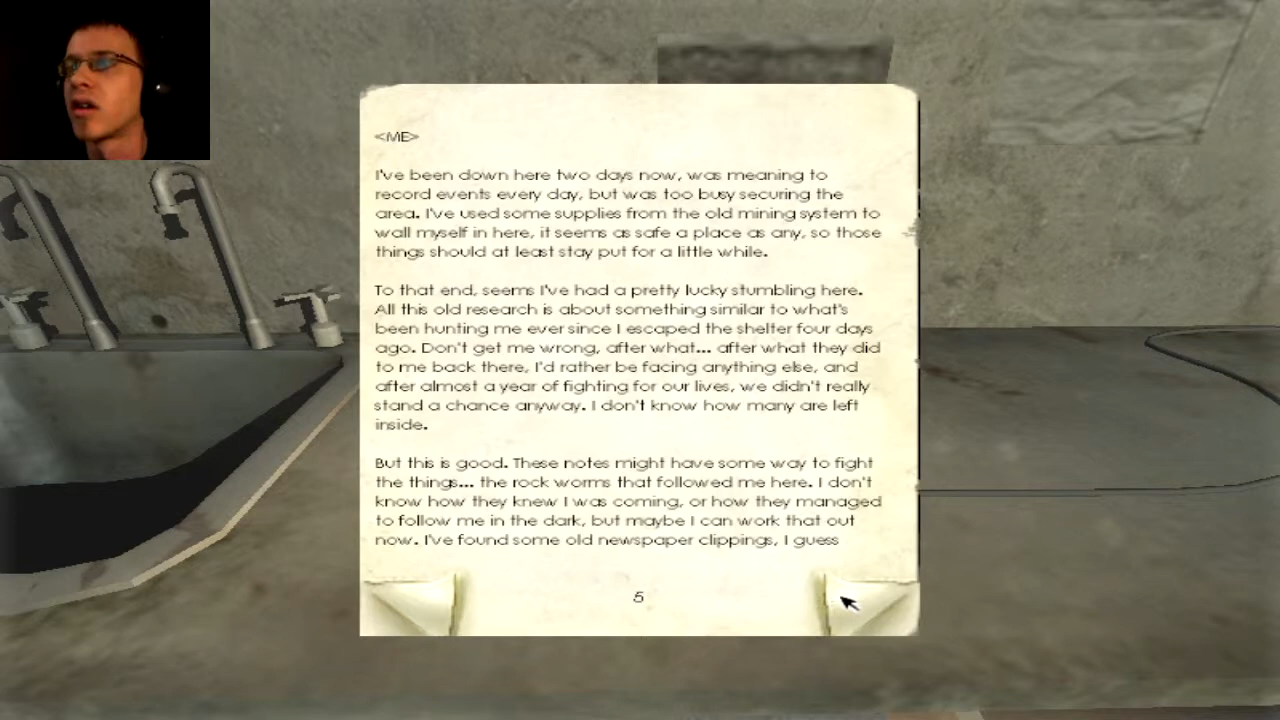 <ME>
I've been down here two days now, was meaning to
record events every day, but was too busy securing the
area. I've used some supplies from the old mining system to
wall myself in here, it seems as safe a place as any, so those
things should at least stay put for a little while.
To that end, seems I've had a pretty lucky stumbling here.
All this old research is about something similar to what's
been hunting me ever since I escaped the shelter four days
ago. Don't get me wrong, after what... after what they did
to me back there, I'd rather be facing anything else, and
after almost a year of fighting for our lives, we didn't really
stand a chance anyway. I don't know how many are left
inside.
But this is good. These notes might have some way to fight
the things... the rock worms that followed me here. I don't
know how they knew I was coming, or how they managed
to follow me in the dark, but maybe I can work that out
now. I've found some old newspaper clippings, I guess
5